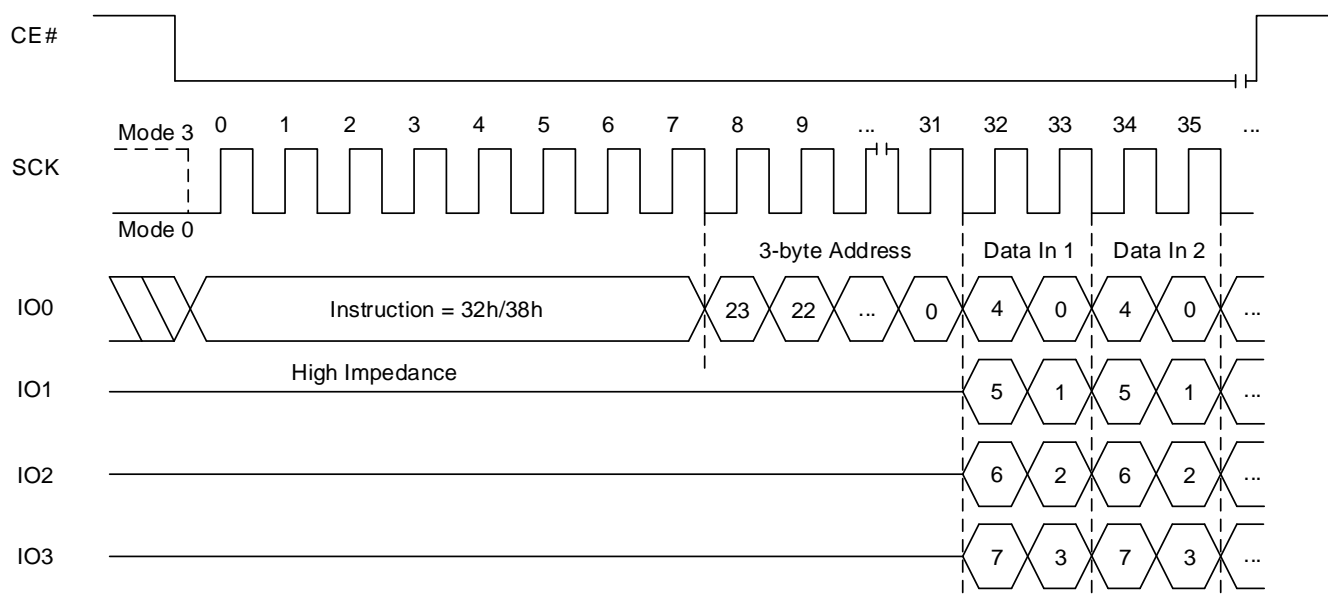 CE#
0 1 2 3 4 5 6 7 8 9 ... 31 32 33 34 35 ...
Mode 3
SCK
Mode 0
3-byte Address Data In 1 Data In 2
IO0 Instruction = 32h/38h 23 22 ... 0 4 0 4 0 ...
High Impedance
IO1 5 1 5 1 ...
IO2 6 2 6 2 ...
IO3 7 3 7 3 ...